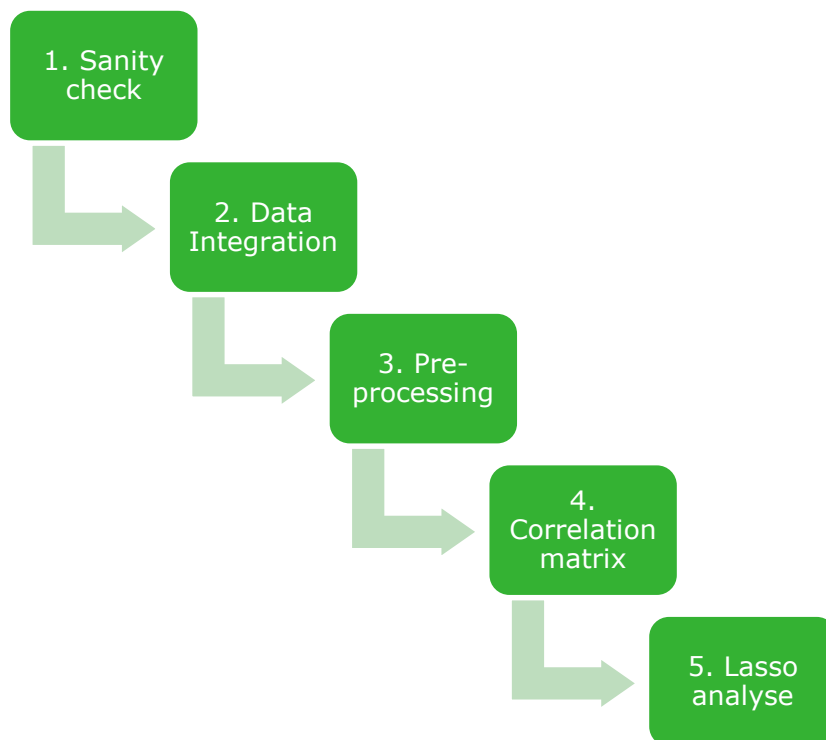 1. Sanity
check
2. Data
Integration
3. Pre-
processing
4.
Correlation
matrix
5. Lasso
analyse